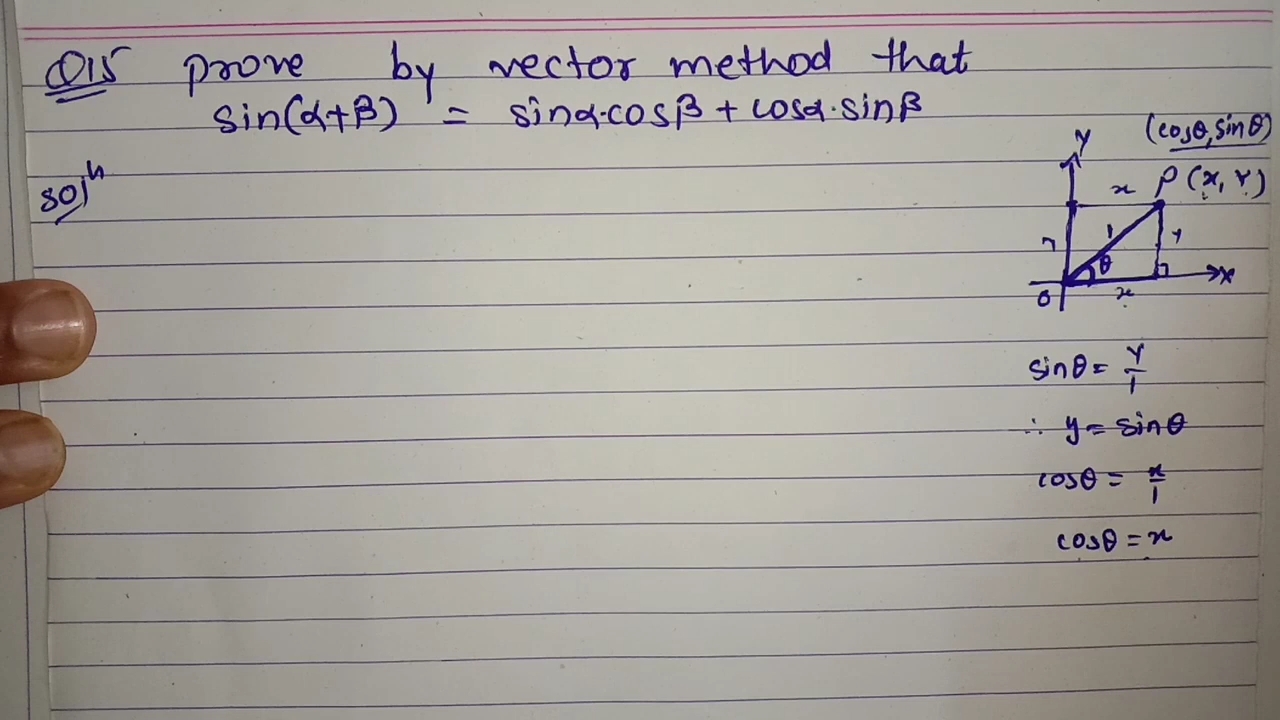 Q15 prove by vector method that
sin(α+β) = sinα·cosβ + cosα·sinβ
solⁿ
(cosθ, sinθ)
Y
x P (x, Y)
1 y
θ
X
O x
sinθ = Y/1
∴ y = sinθ
cosθ = x/1
cosθ = x